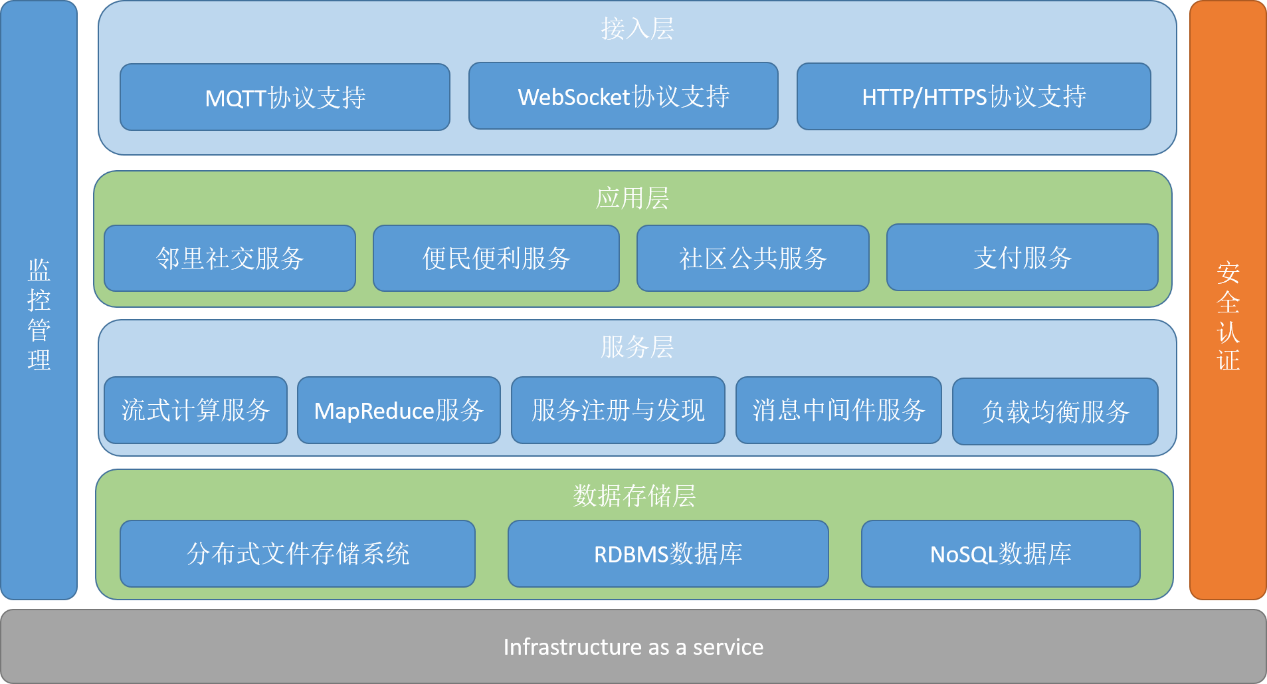 接入层
MQTT协议支持
WebSocket协议支持
HTTP/HTTPS协议支持
应用层
邻里社交服务
便民便利服务
社区公共服务
支付服务
监控管理
安全认证
服务层
流式计算服务
MapReduce服务
服务注册与发现
消息中间件服务
负载均衡服务
数据存储层
分布式文件存储系统
RDBMS数据库
NoSQL数据库
Infrastructure as a service